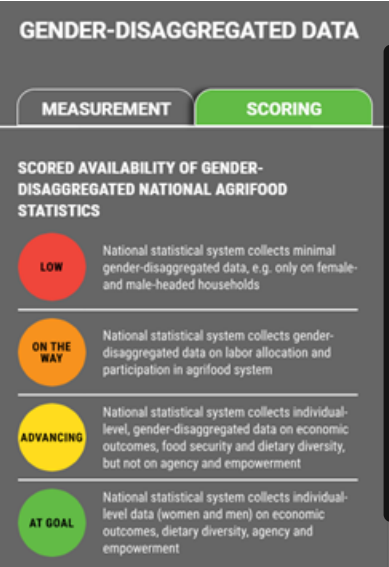 GENDER-DISAGGREGATED DATA
MEASUREMENT
SCORING
SCORED AVAILABILITY OF GENDER-
DISAGGREGATED NATIONAL AGRIFOOD
STATISTICS
LOW
National statistical system collects minimal
gender-disaggregated data, e.g. only on female-
and male-headed households
ON THE
WAY
National statistical system collects gender-
disaggregated data on labor allocation and
participation in agrifood system
ADVANCING
National statistical system collects individual-
level, gender-disaggregated data on economic
outcomes, food security and dietary diversity,
but not on agency and empowerment
AT GOAL
National statistical system collects individual-
level data (women and men) on economic
outcomes, dietary diversity, agency and
empowerment